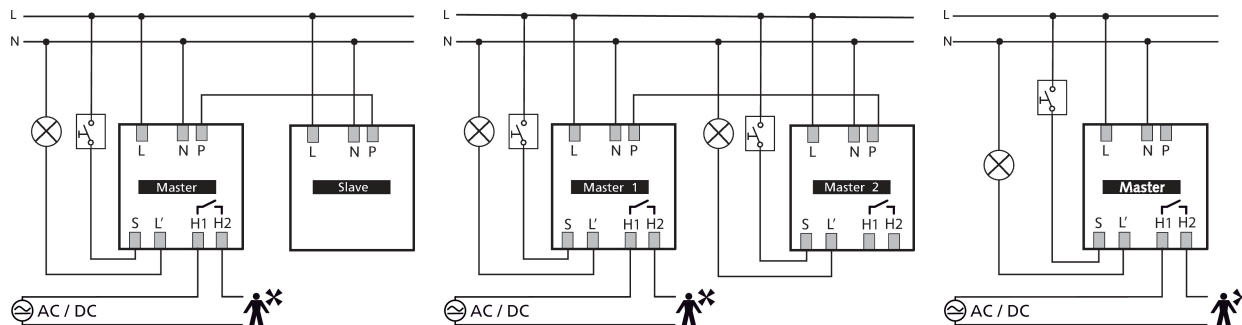 L
N
L N P
Master
S L' H1 H2
AC / DC
L N P
Slave
L
N
L N P
Master 1
S L' H1 H2
AC / DC
L N P
Master 2
S L' H1 H2
L
N
L N P
Master
S L' H1 H2
AC / DC